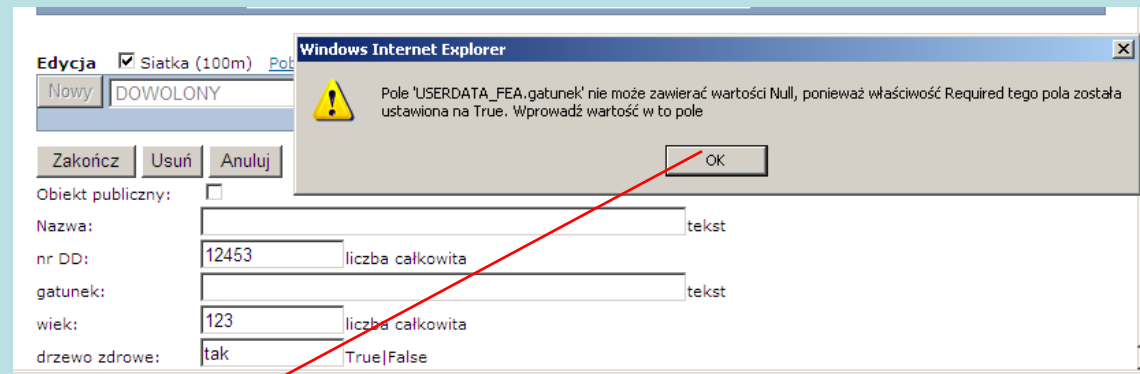 Windows Internet Explorer
Edycja Siatka (100m) Pob
Pole 'USERDATA_FEA.gatunek' nie może zawierać wartości Null, ponieważ właściwość Required tego pola została
ustawiona na True. Wprowadź wartość w to pole
Nowy DOWOLONY
OK
Zakończ Usuń Anuluj
Obiekt publiczny:
Nazwa: tekst
nr DD: 12453 liczba całkowita
gatunek: tekst
wiek: 123 liczba całkowita
drzewo zdrowe: tak True|False